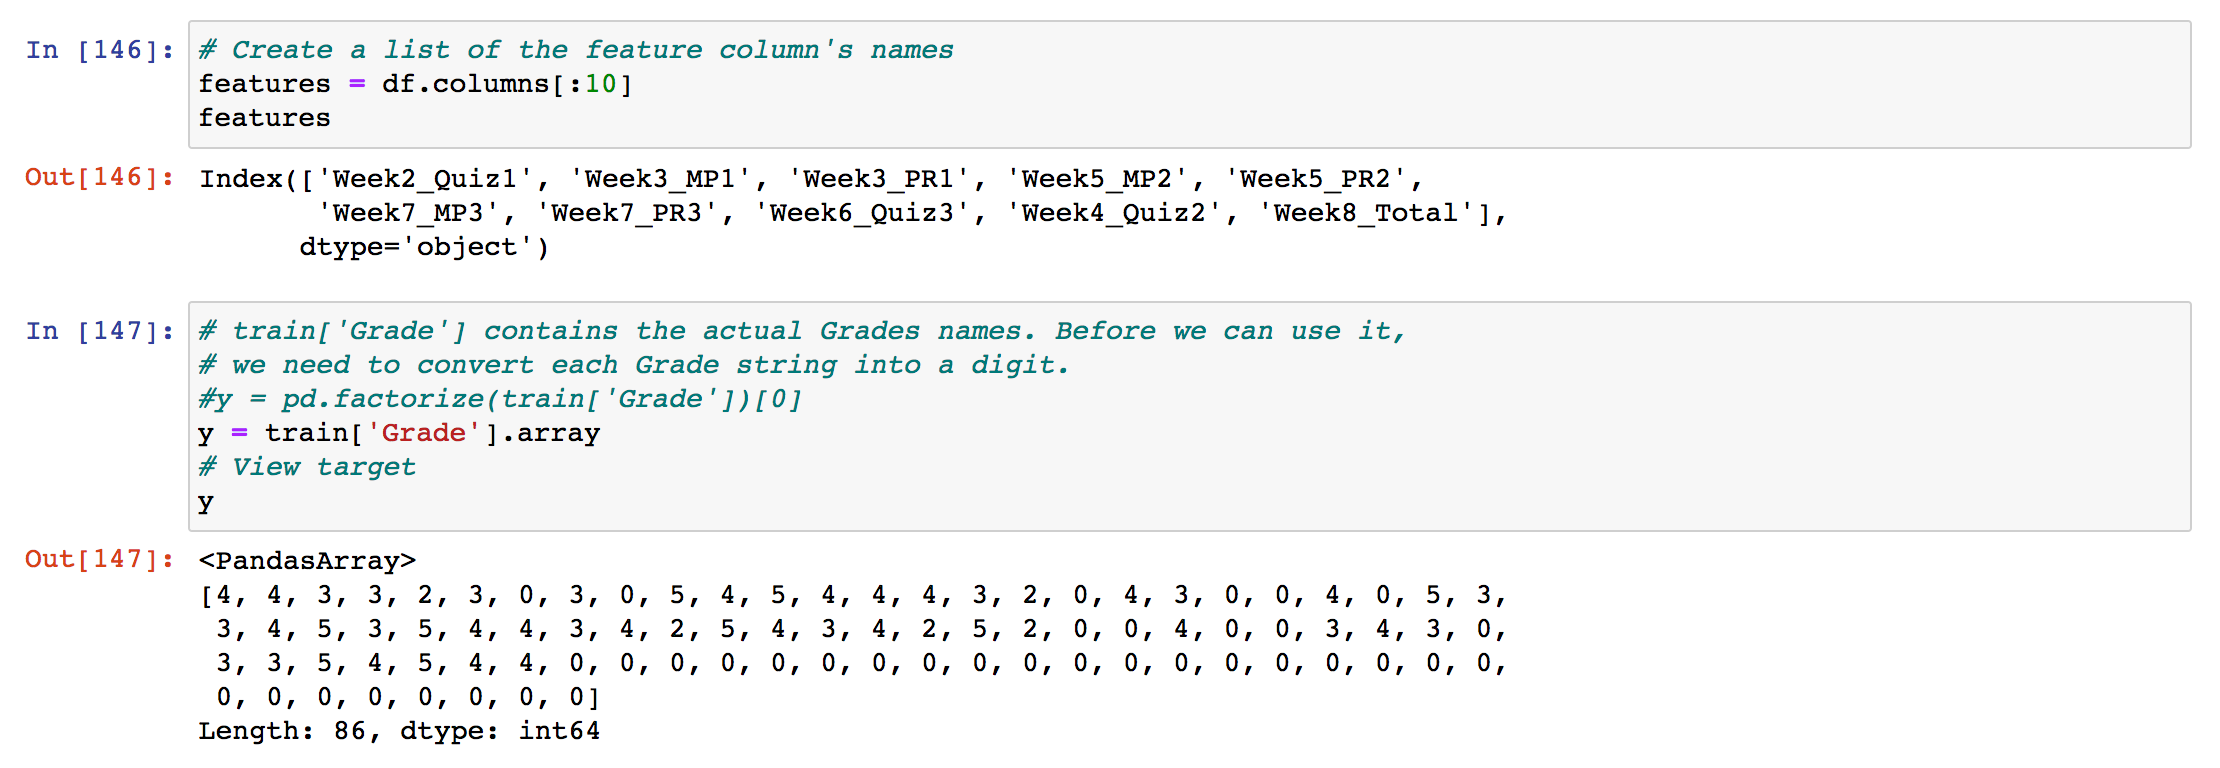 In [146]: # Create a list of the feature column's names
features = df.columns[:10]
features
Out[146]: Index(['Week2_Quiz1', 'Week3_MP1', 'Week3_PR1', 'Week5_MP2', 'Week5_PR2',
'Week7_MP3', 'Week7_PR3', 'Week6_Quiz3', 'Week4_Quiz2', 'Week8_Total'],
dtype='object')
In [147]: # train['Grade'] contains the actual Grades names. Before we can use it,
# we need to convert each Grade string into a digit.
#y = pd.factorize(train['Grade'])[0]
y = train['Grade'].array
# View target
y
Out[147]: <PandasArray>
[4, 4, 3, 3, 2, 3, 0, 3, 0, 5, 4, 5, 4, 4, 4, 3, 2, 0, 4, 3, 0, 0, 4, 0, 5, 3,
3, 4, 5, 3, 5, 4, 4, 3, 4, 2, 5, 4, 3, 4, 2, 5, 2, 0, 0, 4, 0, 0, 3, 4, 3, 0,
3, 3, 5, 4, 5, 4, 4, 0, 0, 0, 0, 0, 0, 0, 0, 0, 0, 0, 0, 0, 0, 0, 0, 0, 0, 0,
0, 0, 0, 0, 0, 0, 0, 0]
Length: 86, dtype: int64